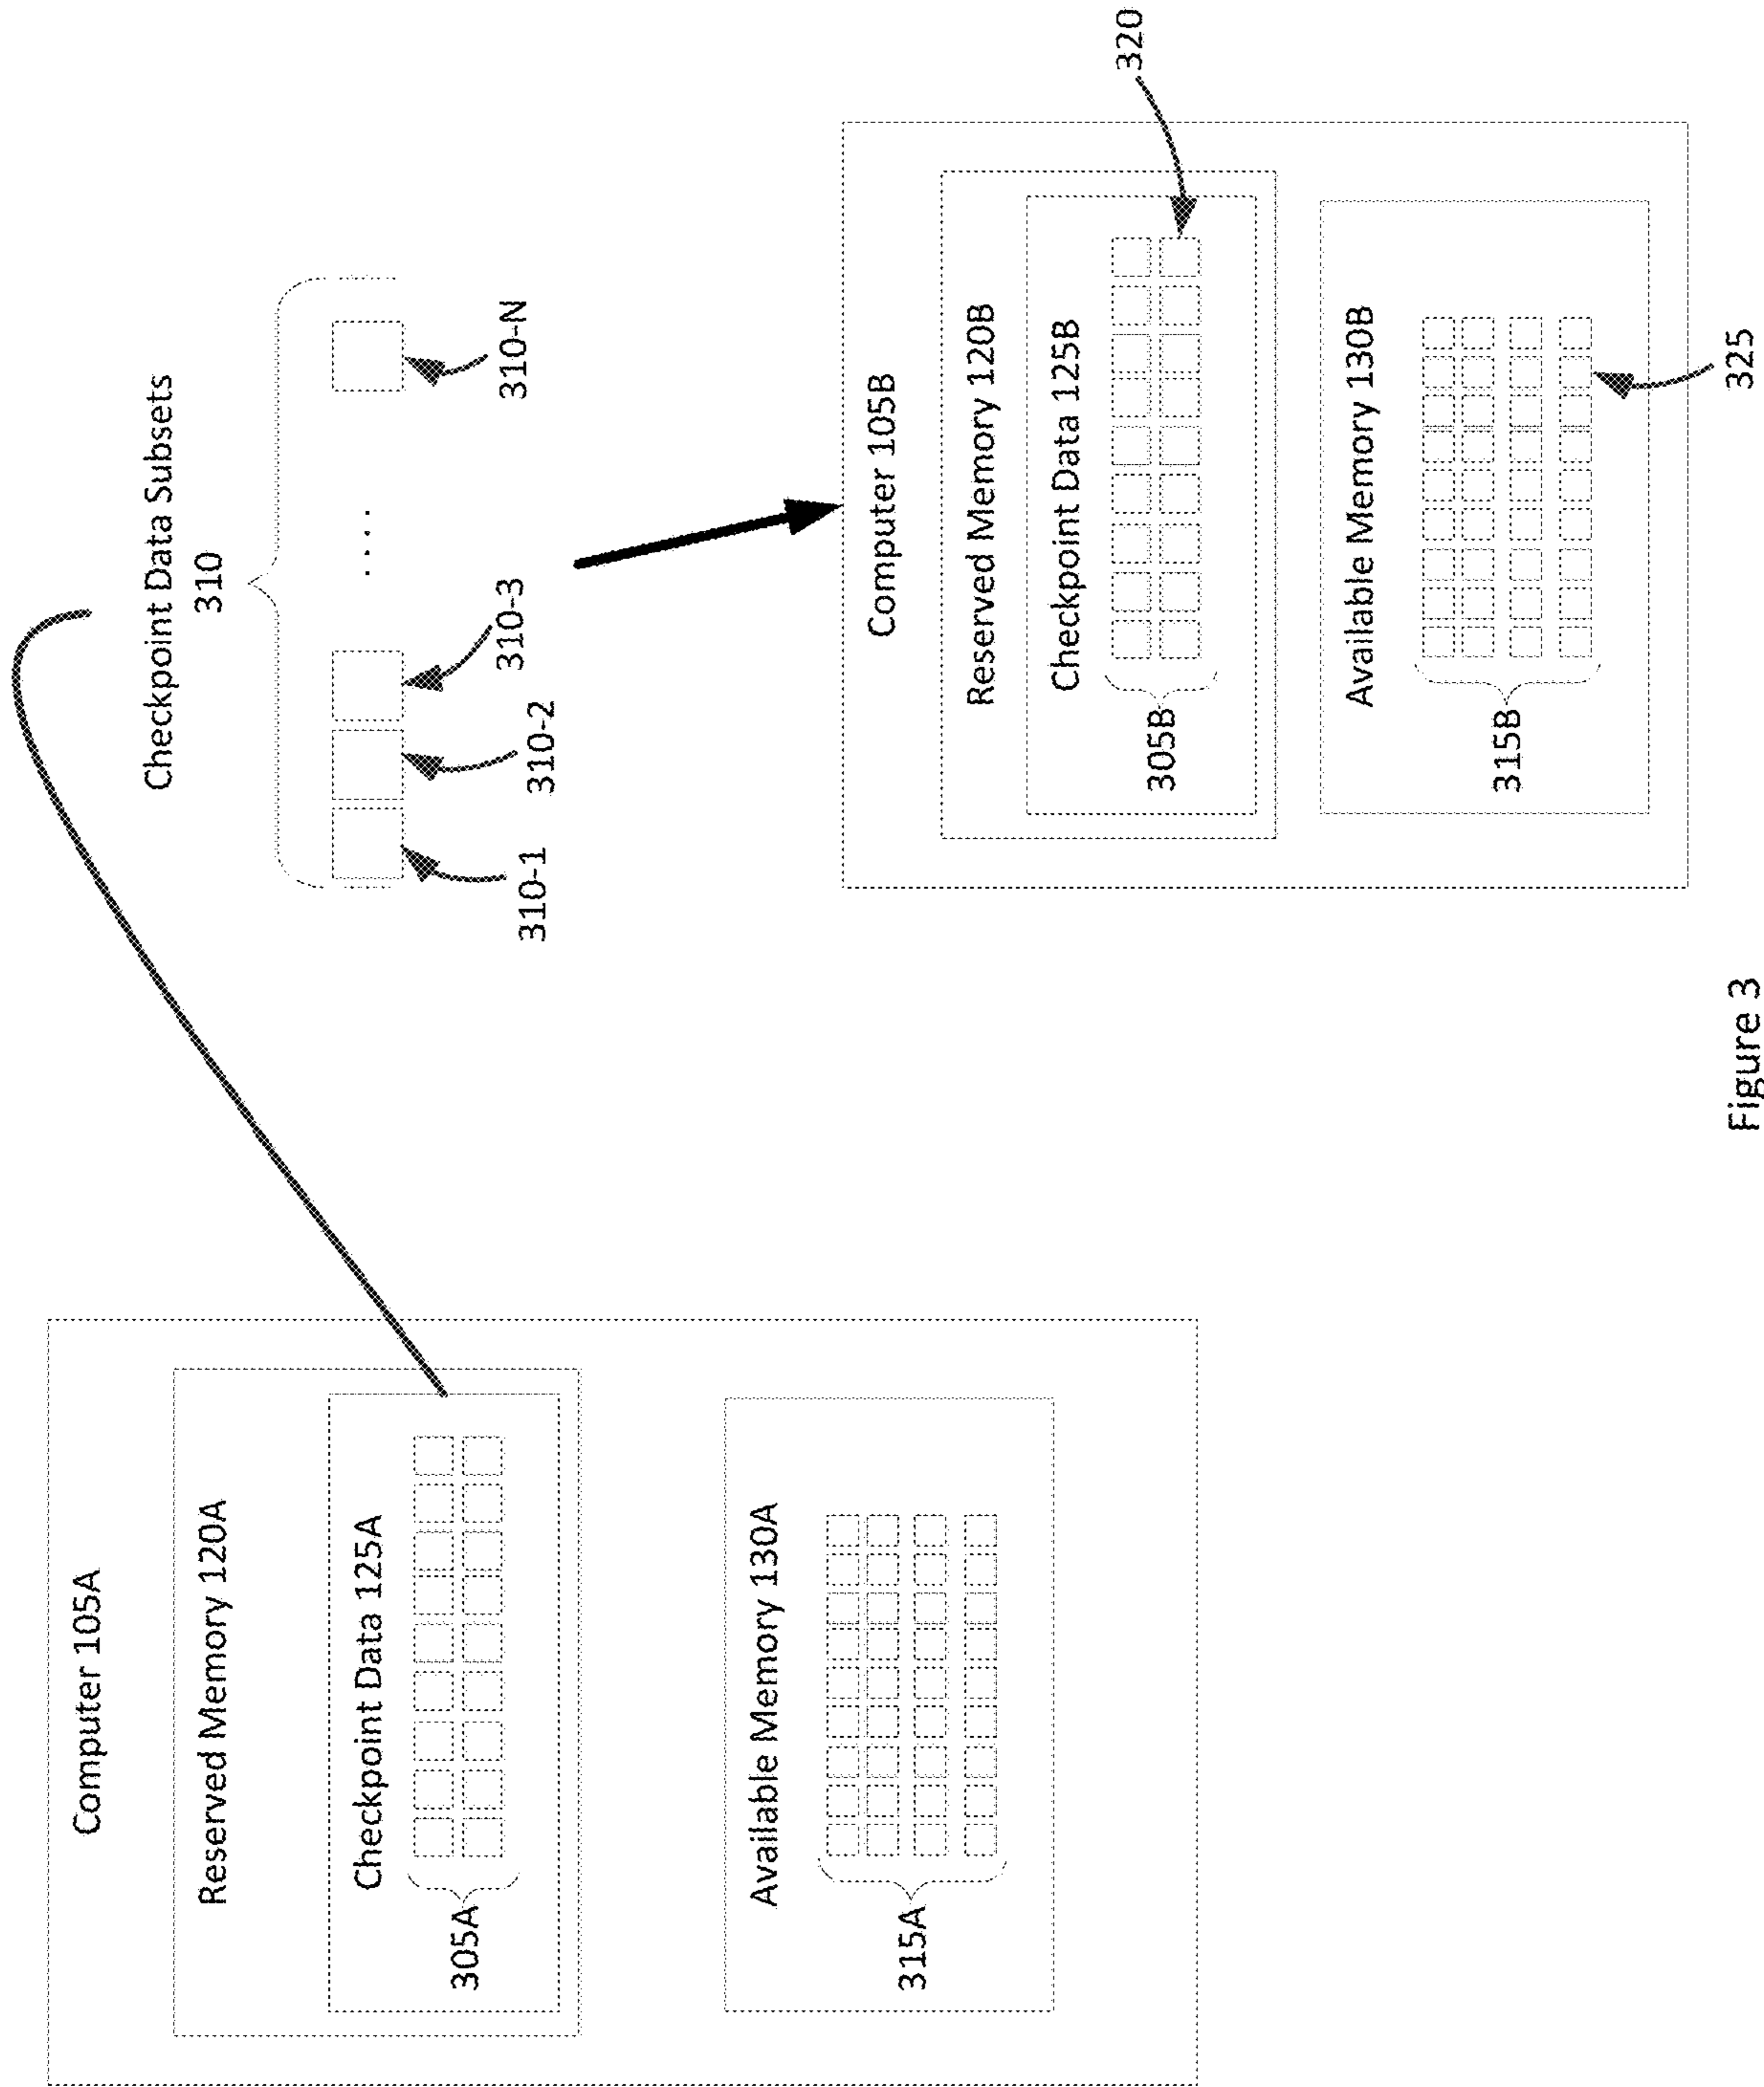 Computer 105A
Reserved Memory 120A
Checkpoint Data 125A
305A
Available Memory 130A
315A
Checkpoint Data Subsets
310
310-1
310-2
310-3
. . . .
310-N
Computer 105B
Reserved Memory 120B
Checkpoint Data 125B
305B
320
Available Memory 130B
315B
325
Figure 3